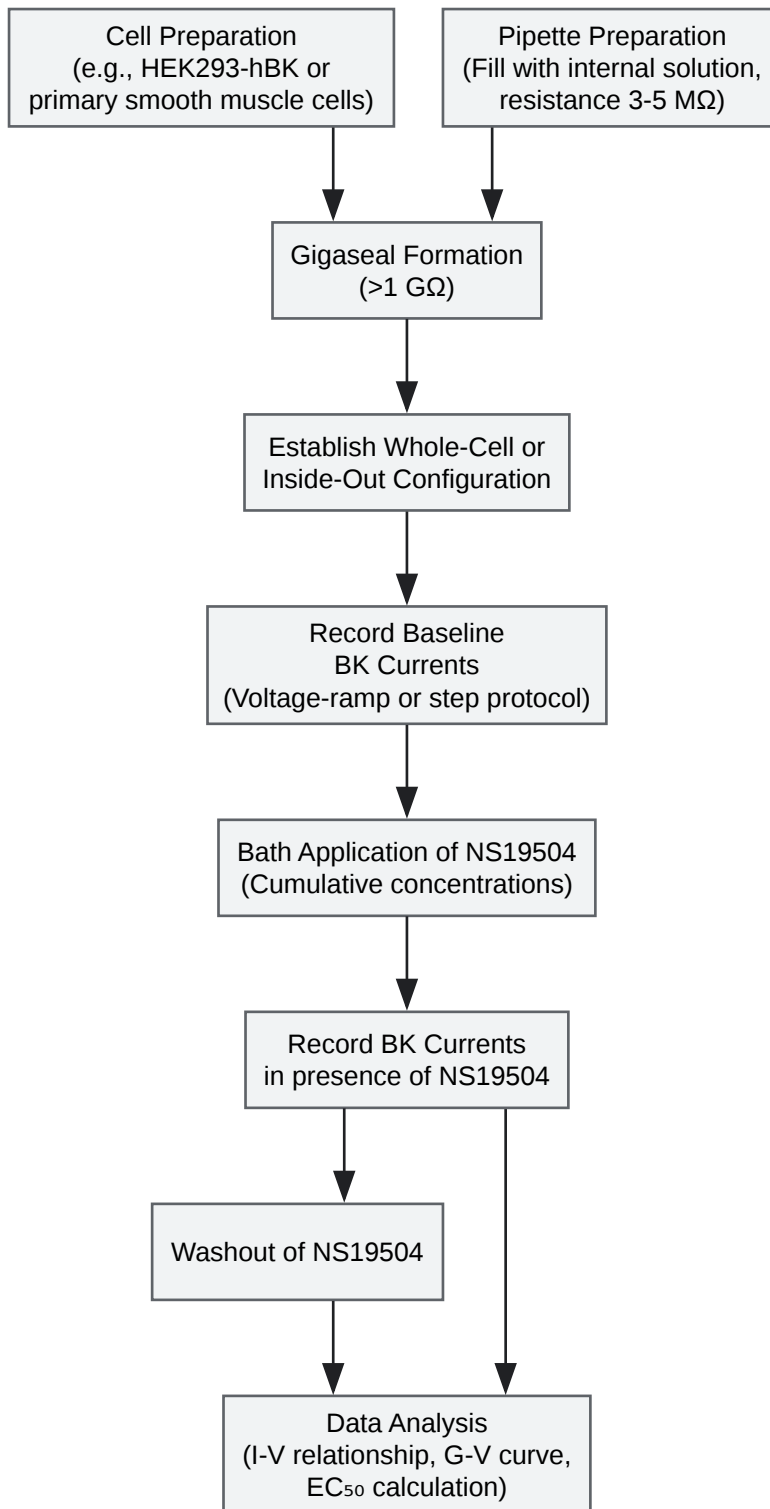 Cell Preparation
(e.g., HEK293-hBK or
primary smooth muscle cells)
Pipette Preparation
(Fill with internal solution,
resistance 3-5 MΩ)
Gigaseal Formation
(>1 GΩ)
Establish Whole-Cell or
Inside-Out Configuration
Record Baseline
BK Currents
(Voltage-ramp or step protocol)
Bath Application of NS19504
(Cumulative concentrations)
Record BK Currents
in presence of NS19504
Washout of NS19504
Data Analysis
(I-V relationship, G-V curve,
EC₅₀ calculation)